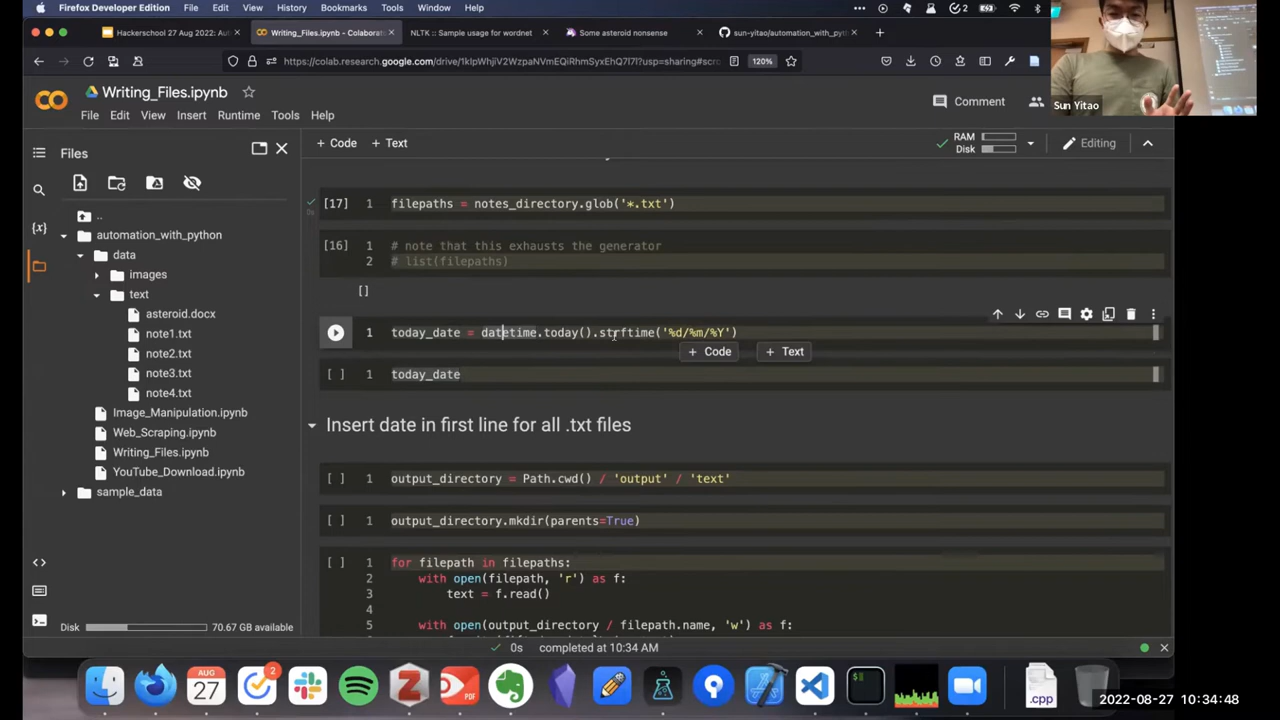 Firefox Developer Edition File Edit View History Bookmarks Tools Window Help
Hackerschool 27 Aug 2022: Au
Writing_Files.ipynb - Colaborat
NLTK :: Sample usage for wordnet
Some asteroid nonsense
sun-yitao/automation_with_pyth
120%
Writing_Files.ipynb
File Edit View Insert Runtime Tools Help
Comment
Sun Yitao
Files
+ Code + Text
RAM
Disk
Editing
..
automation_with_python
data
images
text
asteroid.docx
note1.txt
note2.txt
note3.txt
note4.txt
Image_Manipulation.ipynb
Web_Scraping.ipynb
Writing_Files.ipynb
YouTube_Download.ipynb
sample_data
Disk 70.67 GB available
[17] 1 filepaths = notes_directory.glob('*.txt')
0s
[16] 1 # note that this exhausts the generator
2 # list(filepaths)
[]
1 today_date = datetime.today().strftime('%d/%m/%Y')
+ Code + Text
[ ] 1 today_date
Insert date in first line for all .txt files
[ ] 1 output_directory = Path.cwd() / 'output' / 'text'
[ ] 1 output_directory.mkdir(parents=True)
[ ] 1 for filepath in filepaths:
2 with open(filepath, 'r') as f:
3 text = f.read()
4
5 with open(output_directory / filepath.name, 'w') as f:
0s completed at 10:34 AM
AUG
27
2
PDF
.cpp
2022-08-27 10:34:48